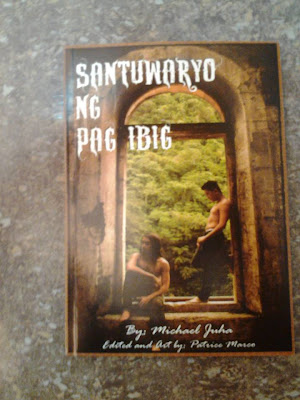 SANTUWARYO
NG
PAG IBIG
By: Michael Juha
Edited and Art by: Patrice Marco